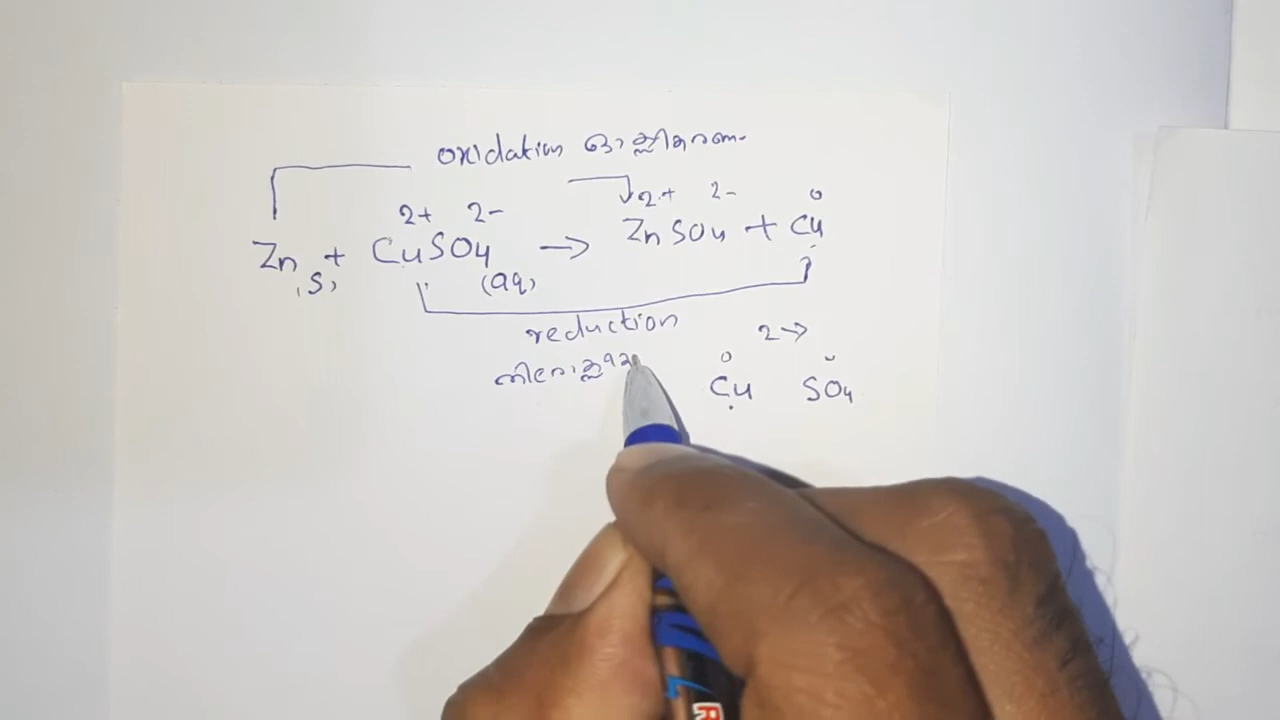 oxidation ഓക്സീകരണം
2+ 2- 2+ 2- 0
Zn(s) + CuSO4(aq) → ZnSO4 + Cu
reduction
2→
0
Cu SO4
R